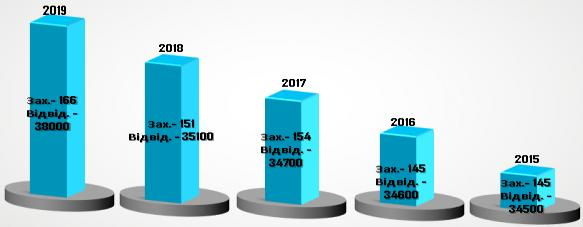 2019
Зах.- 166
Відвід. -
38000
2018
Зах.- 151
Відвід. - 35100
2017
Зах.- 154
Відвід. -
34700
2016
Зах.- 145
Відвід. -
34600
2015
Зах.- 145
Відвід. -
34500